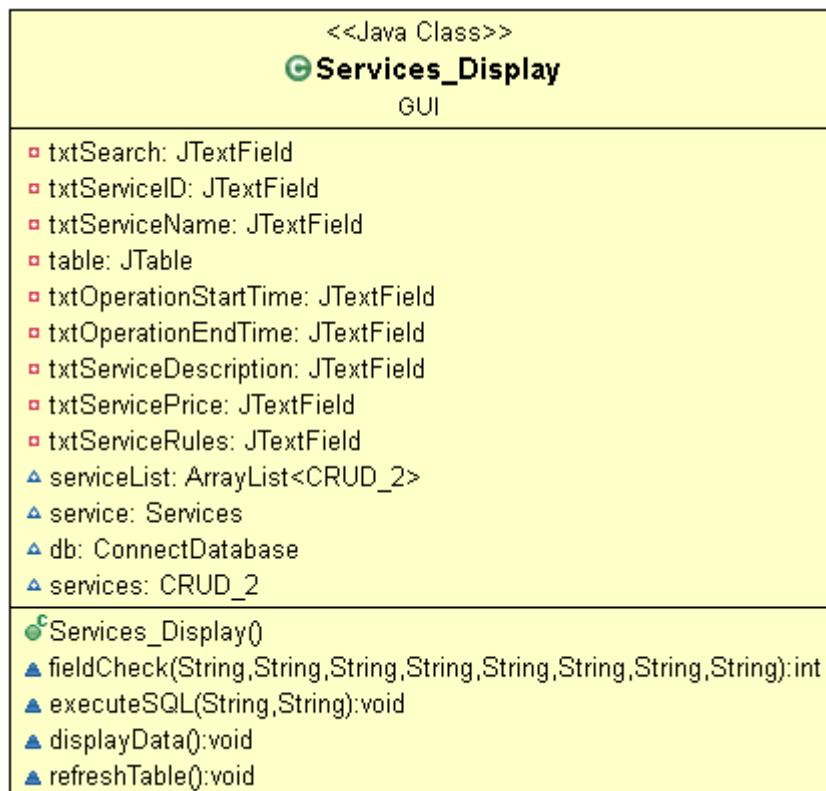 <<Java Class>>
Services_Display
GUI
txtSearch: JTextField
txtServiceID: JTextField
txtServiceName: JTextField
table: JTable
txtOperationStartTime: JTextField
txtOperationEndTime: JTextField
txtServiceDescription: JTextField
txtServicePrice: JTextField
txtServiceRules: JTextField
serviceList: ArrayList<CRUD_2>
service: Services
db: ConnectDatabase
services: CRUD_2
Services_Display()
fieldCheck(String,String,String,String,String,String,String,String):int
executeSQL(String,String):void
displayData():void
refreshTable():void